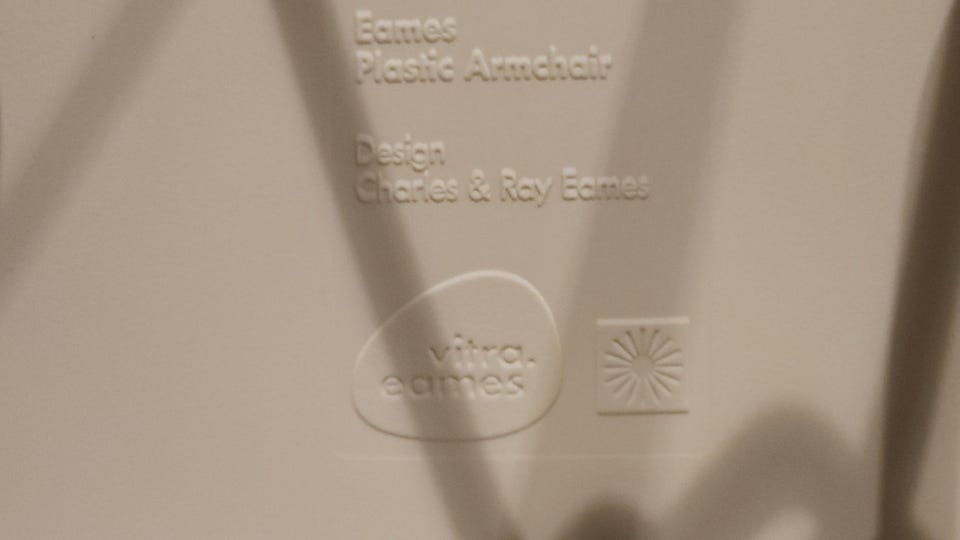 Eames
Plastic Armchair
Design
Charles & Ray Eames
vitra.
eames